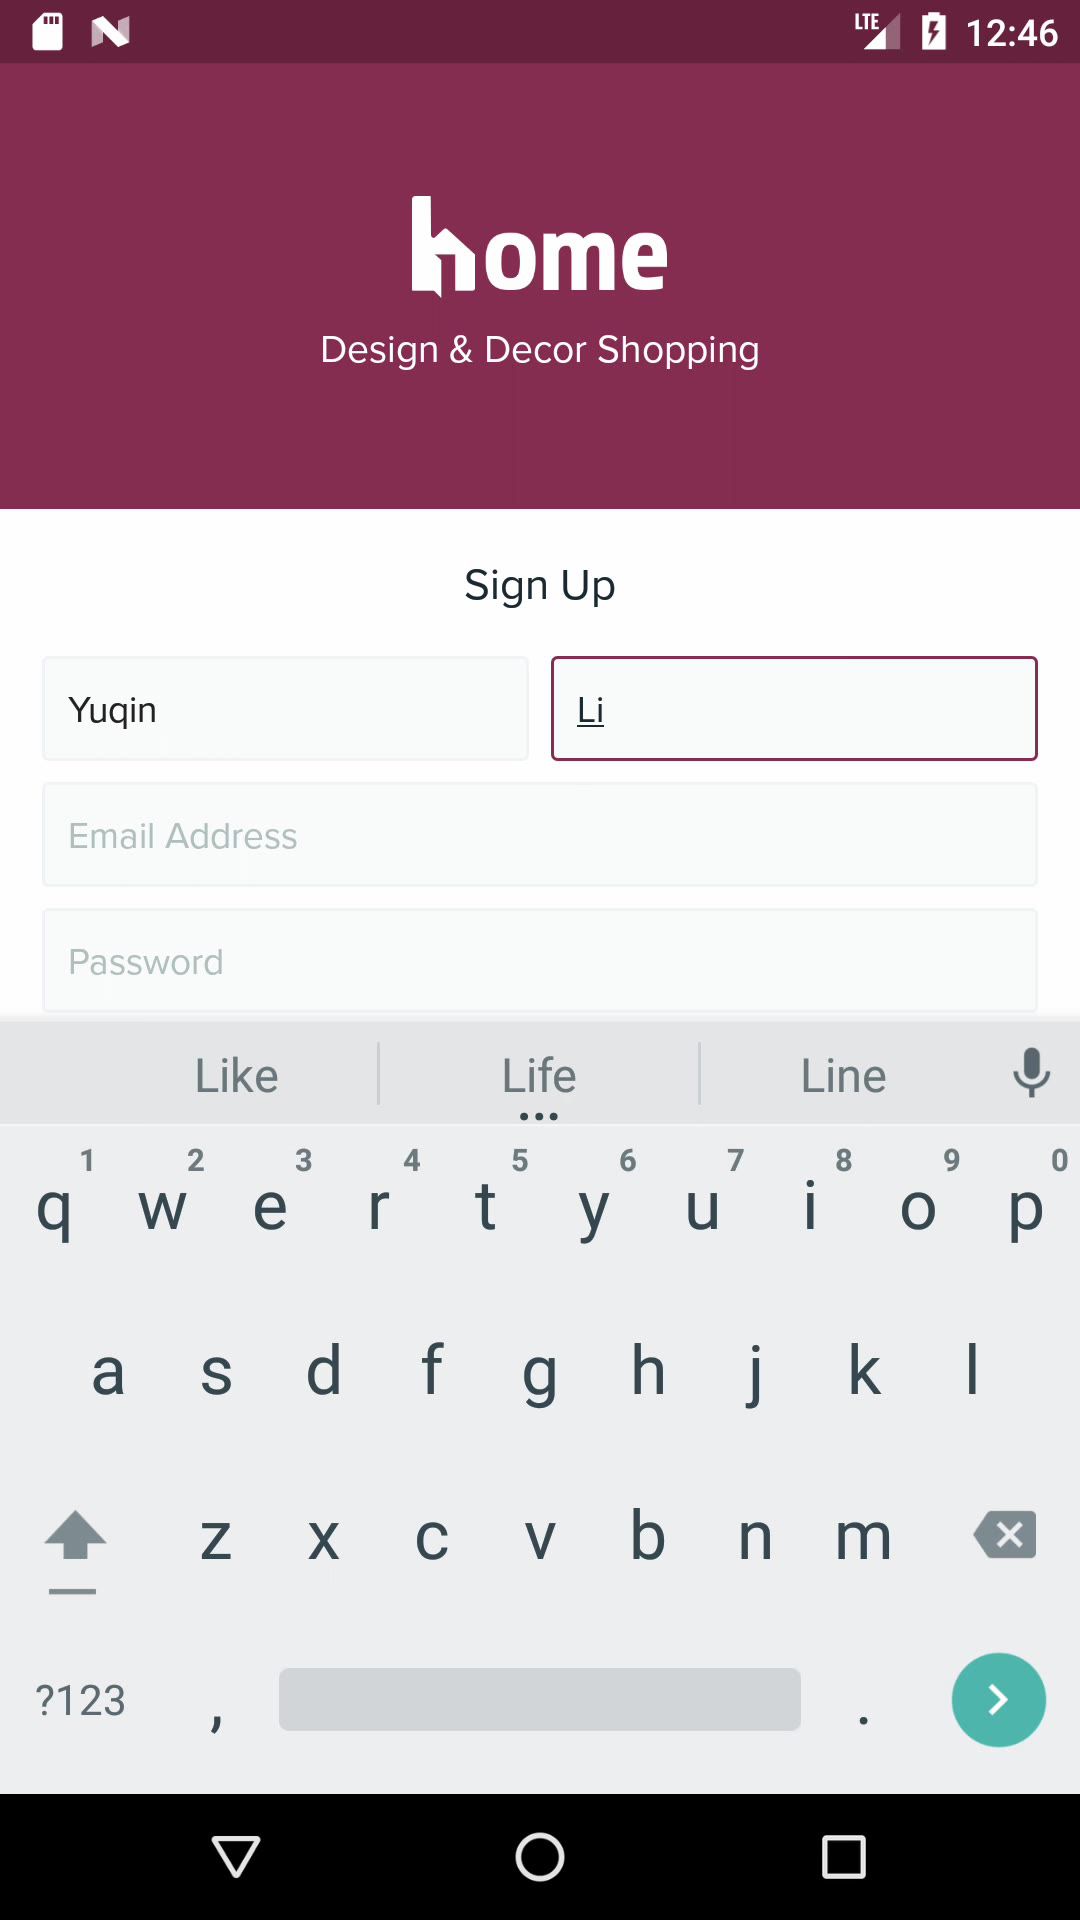 LTE 12:46
home
Design & Decor Shopping
Sign Up
Yuqin Li
Email Address
Password
Like Life Line
1 2 3 4 5 6 7 8 9 0
q w e r t y u i o p
a s d f g h j k l
z x c v b n m
?123 , .